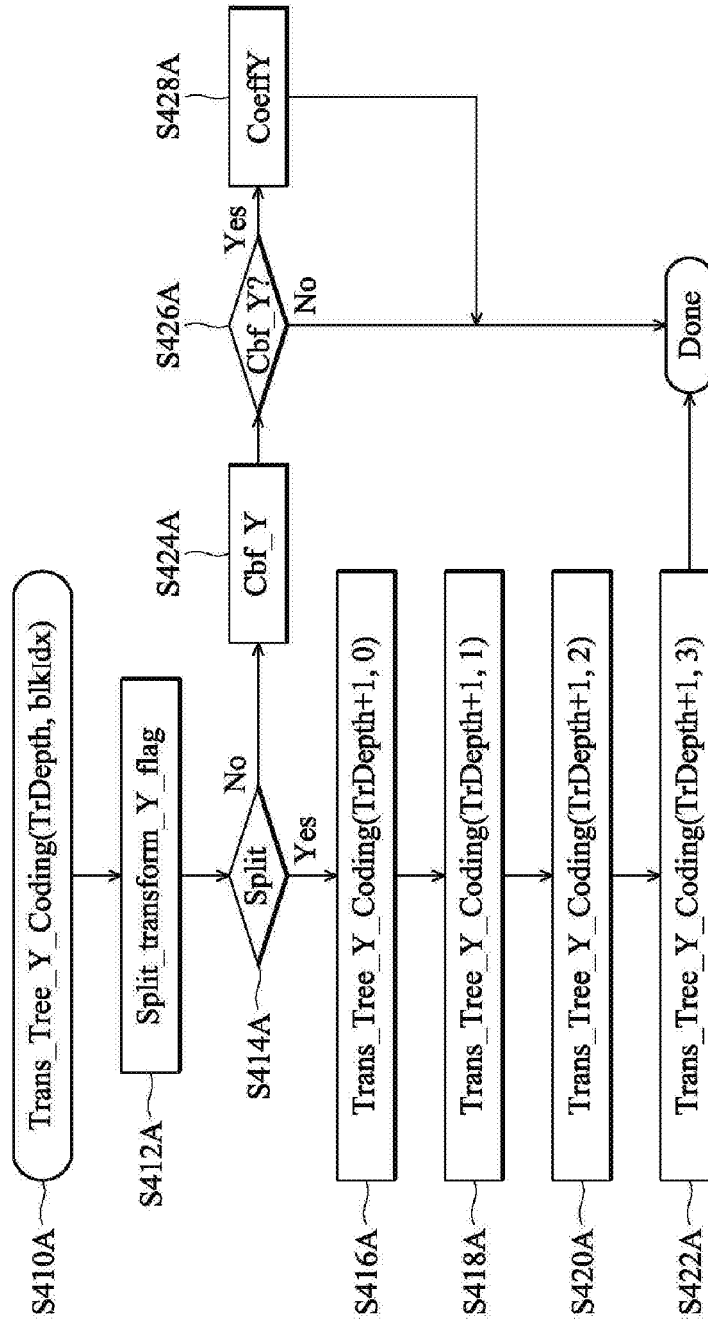 S410A
Trans_Tree_Y_Coding(TrDepth, blkIdx)
S412A
Split_transform_Y_flag
S414A
Split
No
Yes
S424A
Cbf_Y
S426A
Cbf_Y?
Yes
No
S428A
CoeffY
S416A
Trans_Tree_Y_Coding(TrDepth+1, 0)
S418A
Trans_Tree_Y_Coding(TrDepth+1, 1)
S420A
Trans_Tree_Y_Coding(TrDepth+1, 2)
S422A
Trans_Tree_Y_Coding(TrDepth+1, 3)
Done